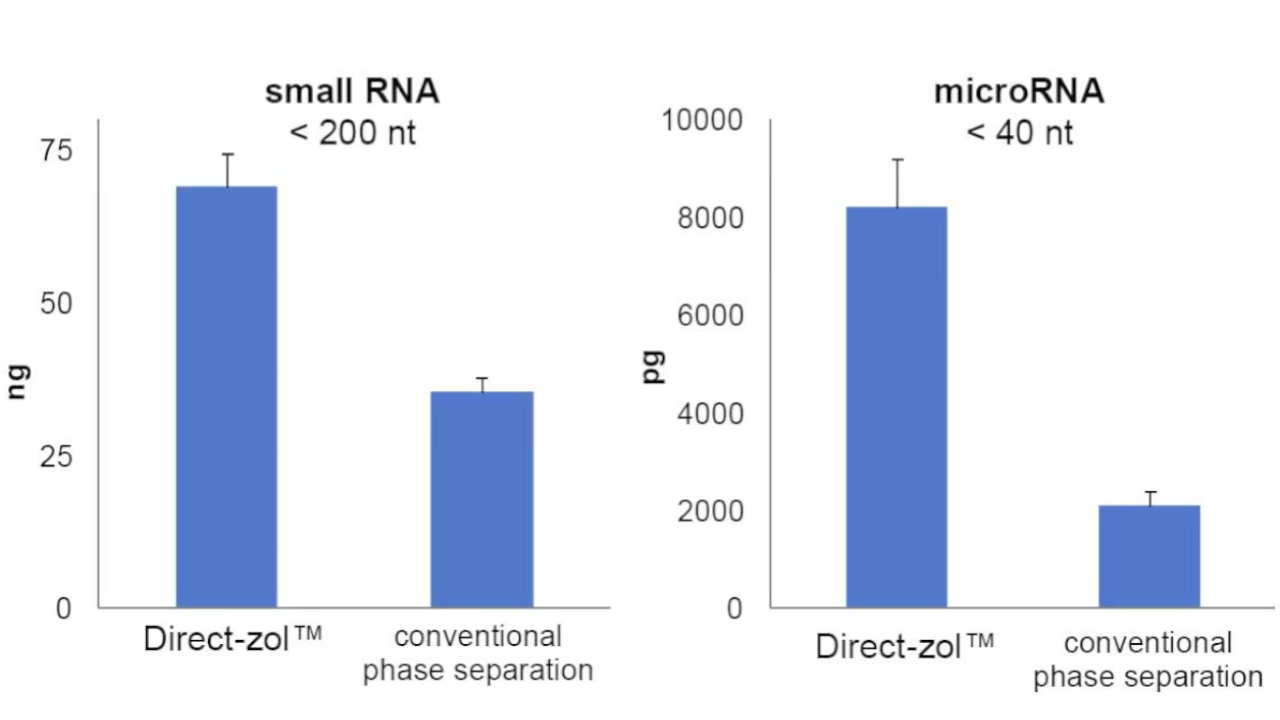 small RNA
< 200 nt
75
50
25
0
ng
Direct-zol™
conventional
phase separation
microRNA
< 40 nt
10000
8000
6000
4000
2000
0
pg
Direct-zol™
conventional
phase separation